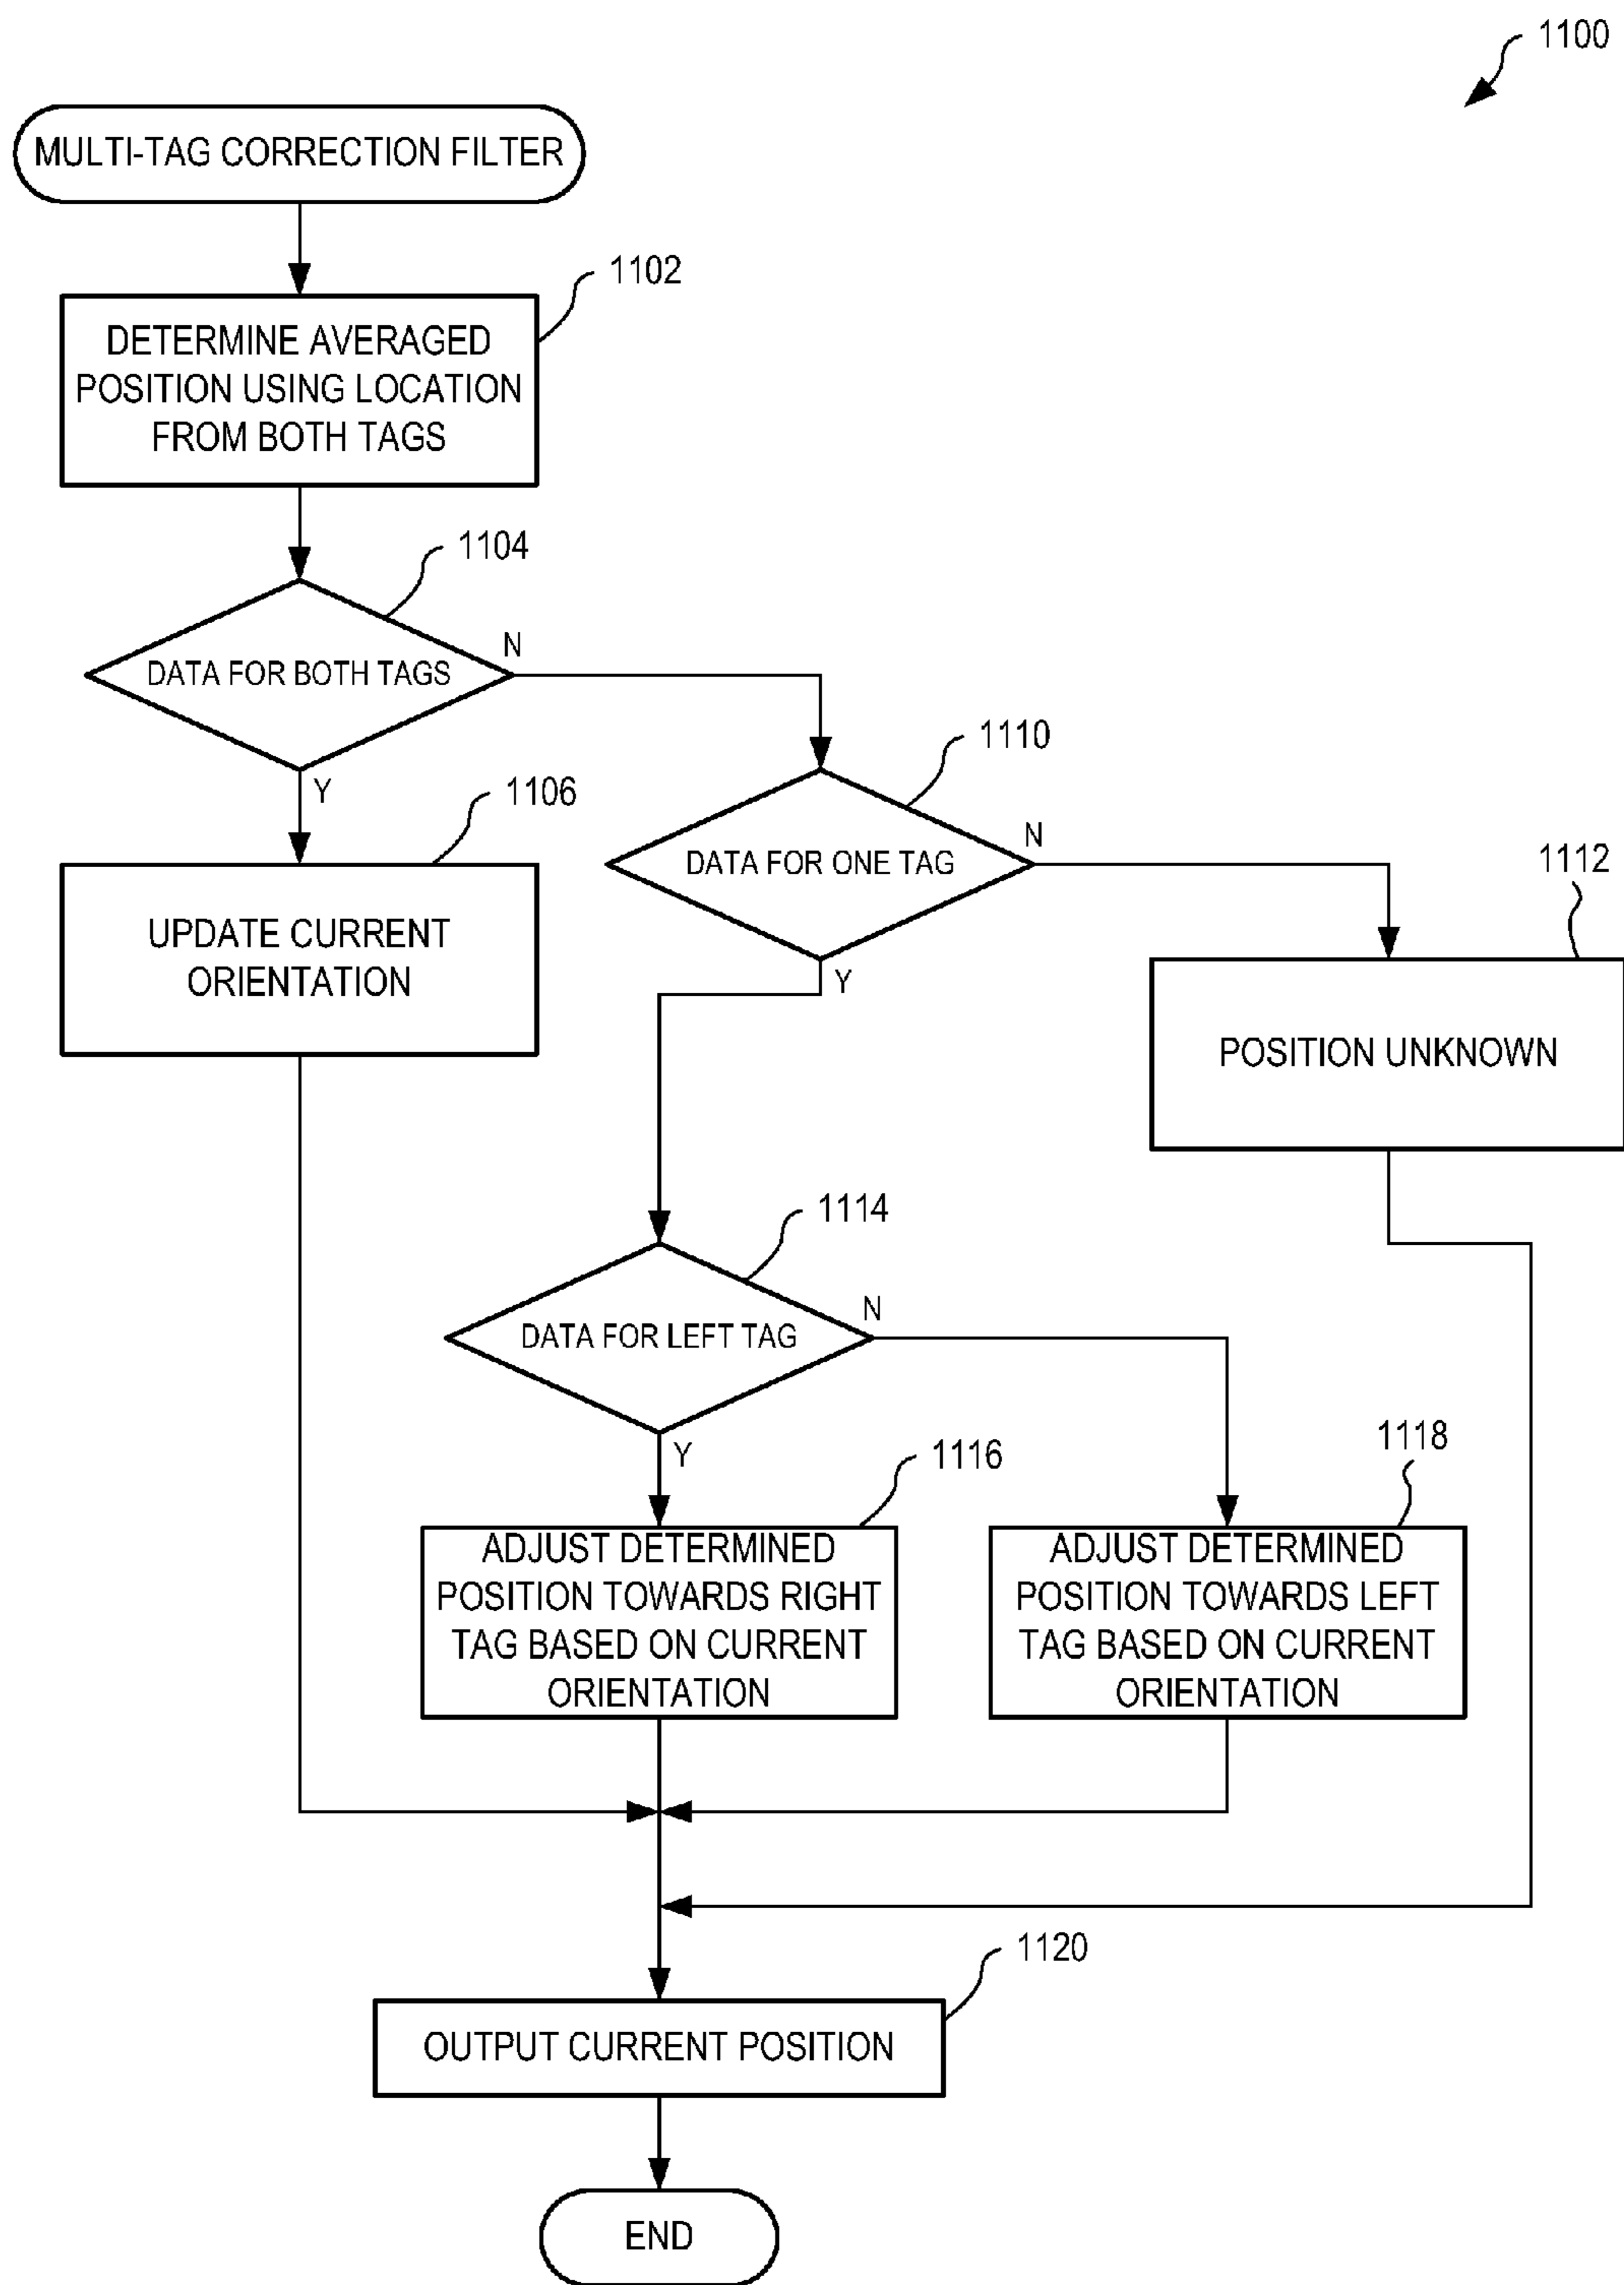 1100
MULTI-TAG CORRECTION FILTER
1102
DETERMINE AVERAGED
POSITION USING LOCATION
FROM BOTH TAGS
1104
DATA FOR BOTH TAGS
N
Y
1106
UPDATE CURRENT
ORIENTATION
1110
DATA FOR ONE TAG
N
Y
1112
POSITION UNKNOWN
1114
DATA FOR LEFT TAG
N
Y
1116
ADJUST DETERMINED
POSITION TOWARDS RIGHT
TAG BASED ON CURRENT
ORIENTATION
1118
ADJUST DETERMINED
POSITION TOWARDS LEFT
TAG BASED ON CURRENT
ORIENTATION
1120
OUTPUT CURRENT POSITION
END